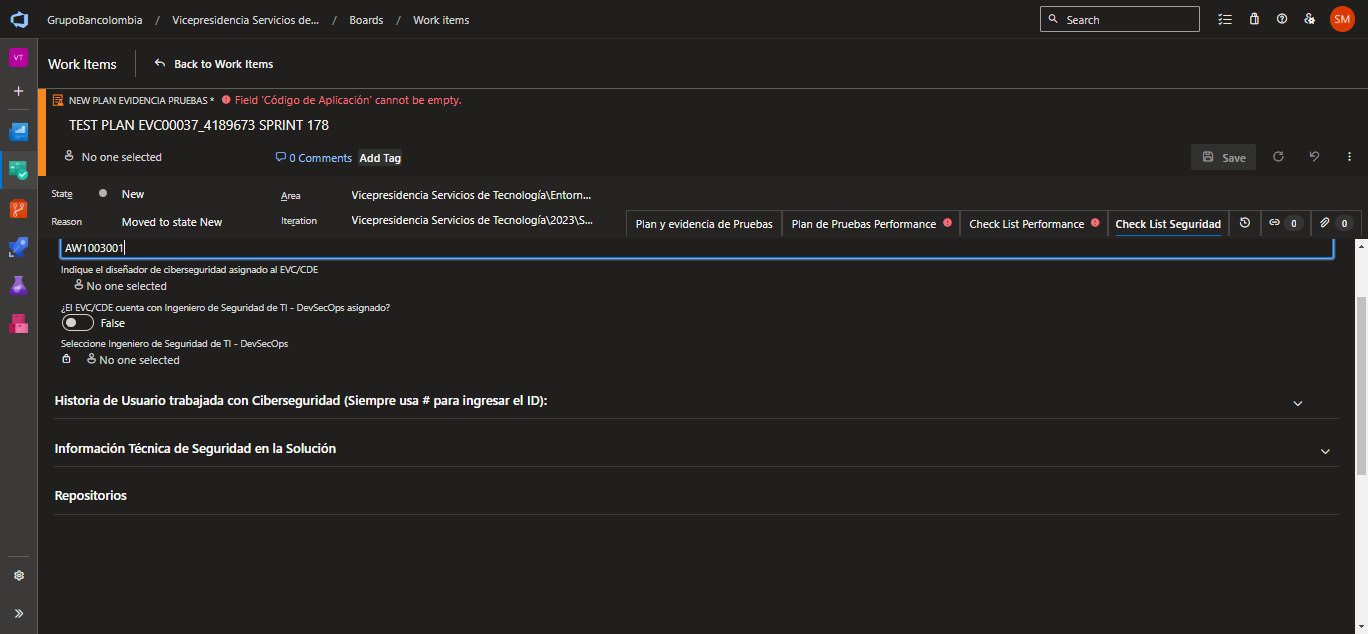 GrupoBancolombia / Vicepresidencia Servicios de... / Boards / Work items
Search
SM
VT
Work Items
Back to Work Items
NEW PLAN EVIDENCIA PRUEBAS * Field 'Código de Aplicación' cannot be empty.
TEST PLAN EVC00037_4189673 SPRINT 178
No one selected
0 Comments
Add Tag
Save
State
New
Area
Vicepresidencia Servicios de Tecnología\Entorn...
Reason
Moved to state New
Iteration
Vicepresidencia Servicios de Tecnología\2023\S...
Plan y evidencia de Pruebas
Plan de Pruebas Performance
Check List Performance
Check List Seguridad
0
0
AW1003001
Indique el diseñador de ciberseguridad asignado al EVC/CDE
No one selected
¿El EVC/CDE cuenta con Ingeniero de Seguridad de TI - DevSecOps asignado?
False
Seleccione Ingeniero de Seguridad de TI - DevSecOps
No one selected
Historia de Usuario trabajada con Ciberseguridad (Siempre usa # para ingresar el ID):
Información Técnica de Seguridad en la Solución
Repositorios